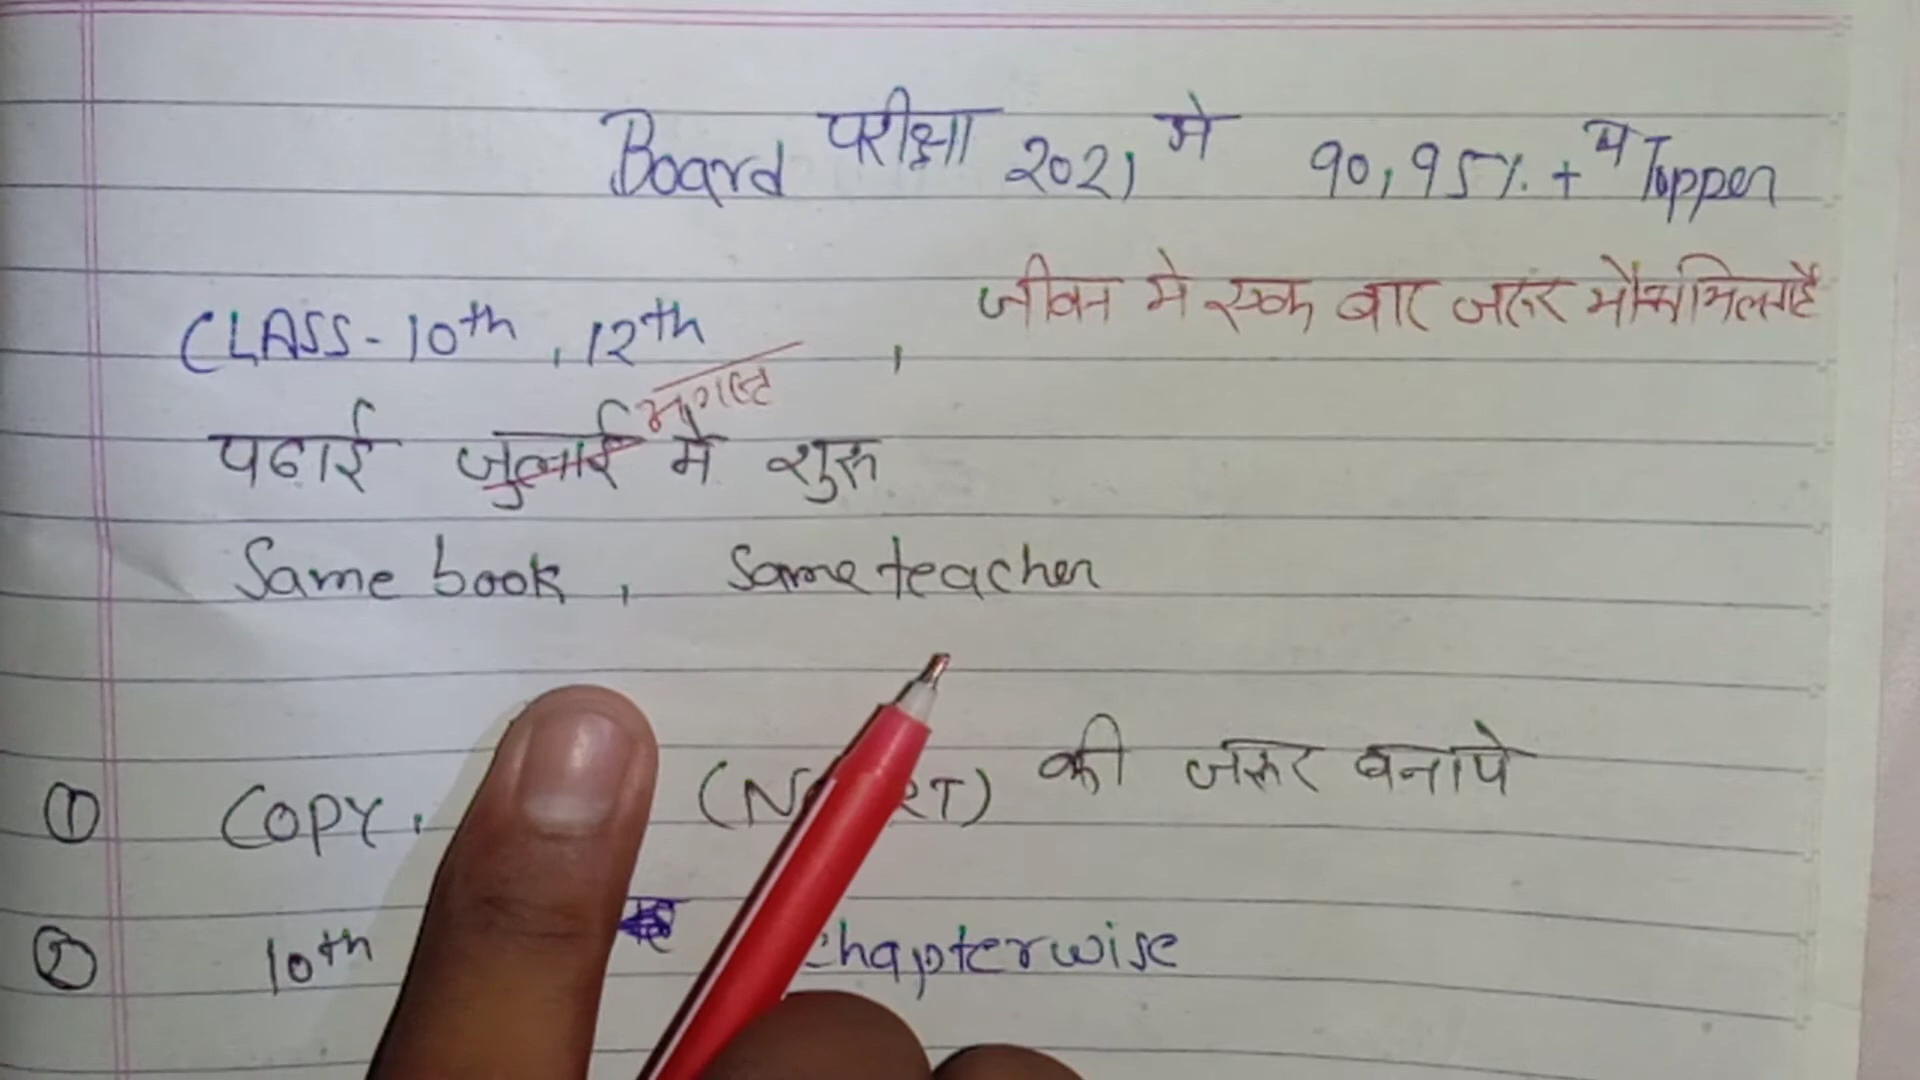 Board परीक्षा 2021 मे 90,95%+ य Topper
जीवन मे एक बार जरूर मौका मिलता है
CLASS-10th, 12th,
अगस्त
पढाई जुलाई मे शुरू
Same book, Same teacher
① COPY, (NCERT) की जरूर बनाये
② 10th chapterwise